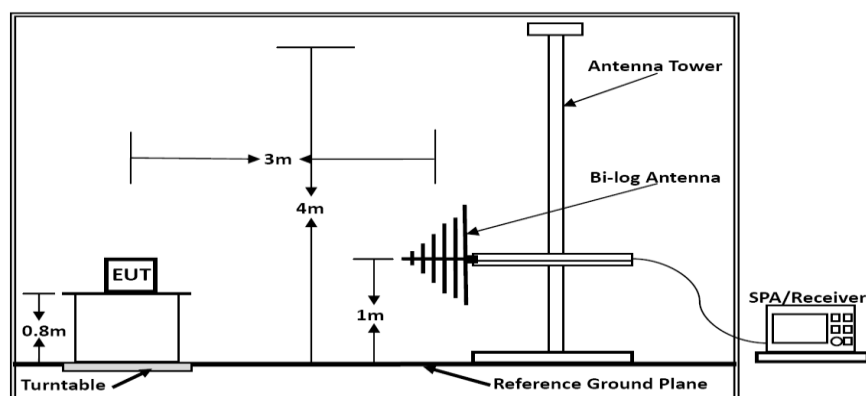 Antenna Tower
Bi-log Antenna
3m
4m
EUT
0.8m
1m
SPA/Receiver
Turntable
Reference Ground Plane